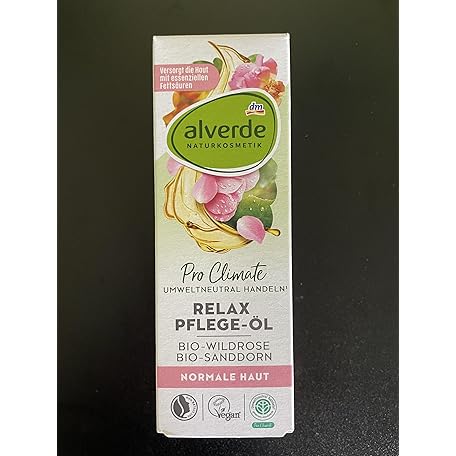 Versorgt die Haut
mit essenziellen
Fettsäuren
dm
alverde
NATURKOSMETIK
Pro Climate
UMWELTNEUTRAL HANDELN¹
RELAX
PFLEGE-ÖL
BIO-WILDROSE
BIO-SANDDORN
NORMALE HAUT
Vegan